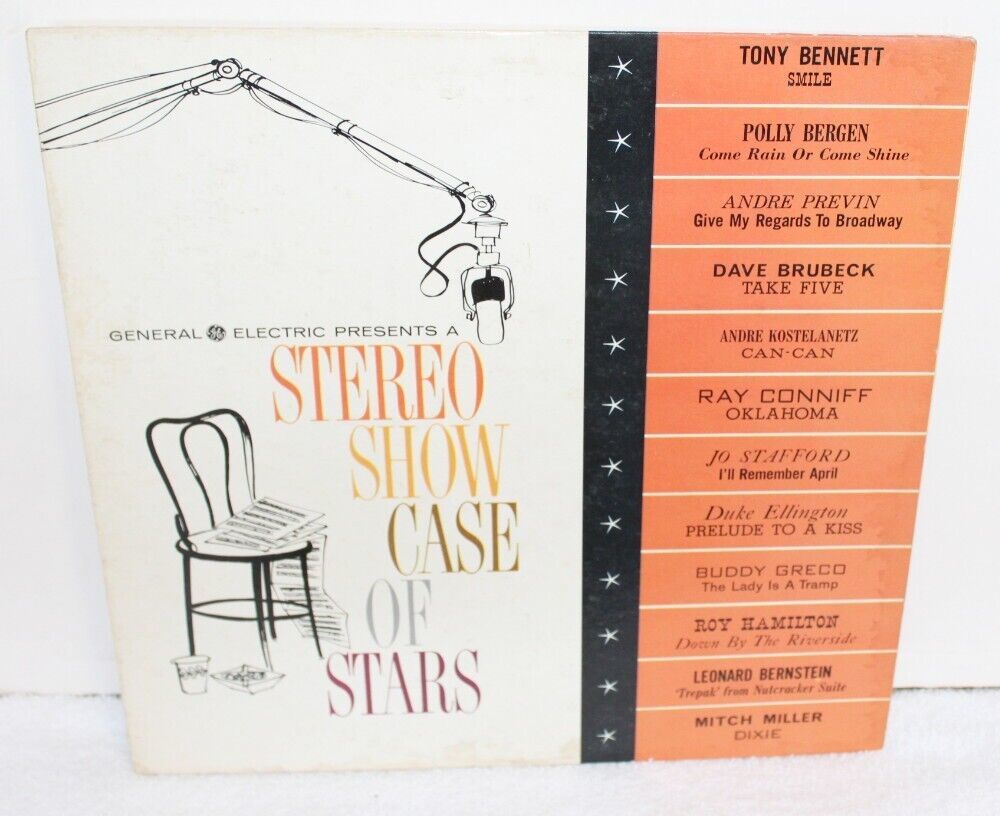 GENERAL GE ELECTRIC PRESENTS A
STEREO
SHOW
CASE
OF
STARS
TONY BENNETT
SMILE
POLLY BERGEN
Come Rain Or Come Shine
ANDRE PREVIN
Give My Regards To Broadway
DAVE BRUBECK
TAKE FIVE
ANDRE KOSTELANETZ
CAN-CAN
RAY CONNIFF
OKLAHOMA
JO STAFFORD
I'll Remember April
Duke Ellington
PRELUDE TO A KISS
BUDDY GRECO
The Lady Is A Tramp
ROY HAMILTON
Down By The Riverside
LEONARD BERNSTEIN
'Trepak' from Nutcracker Suite
MITCH MILLER
DIXIE